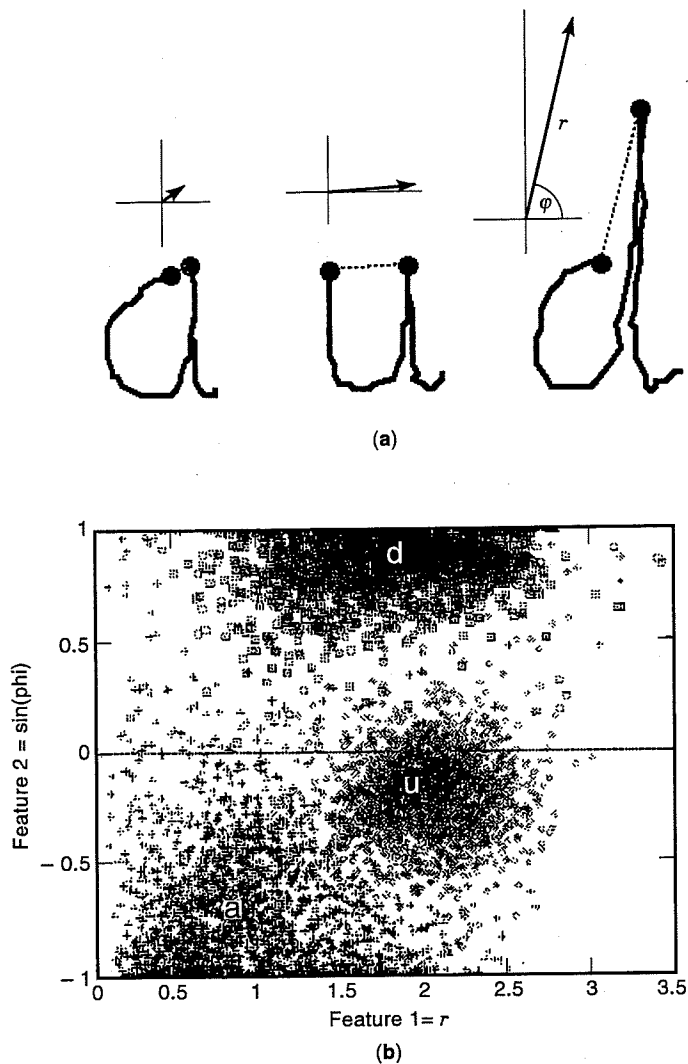 r
φ
(a)
1
0.5
0
– 0.5
– 1
Feature 2 = sin(phi)
d
u
a
0
0.5
1
1.5
2
2.5
3
3.5
Feature 1= r
(b)